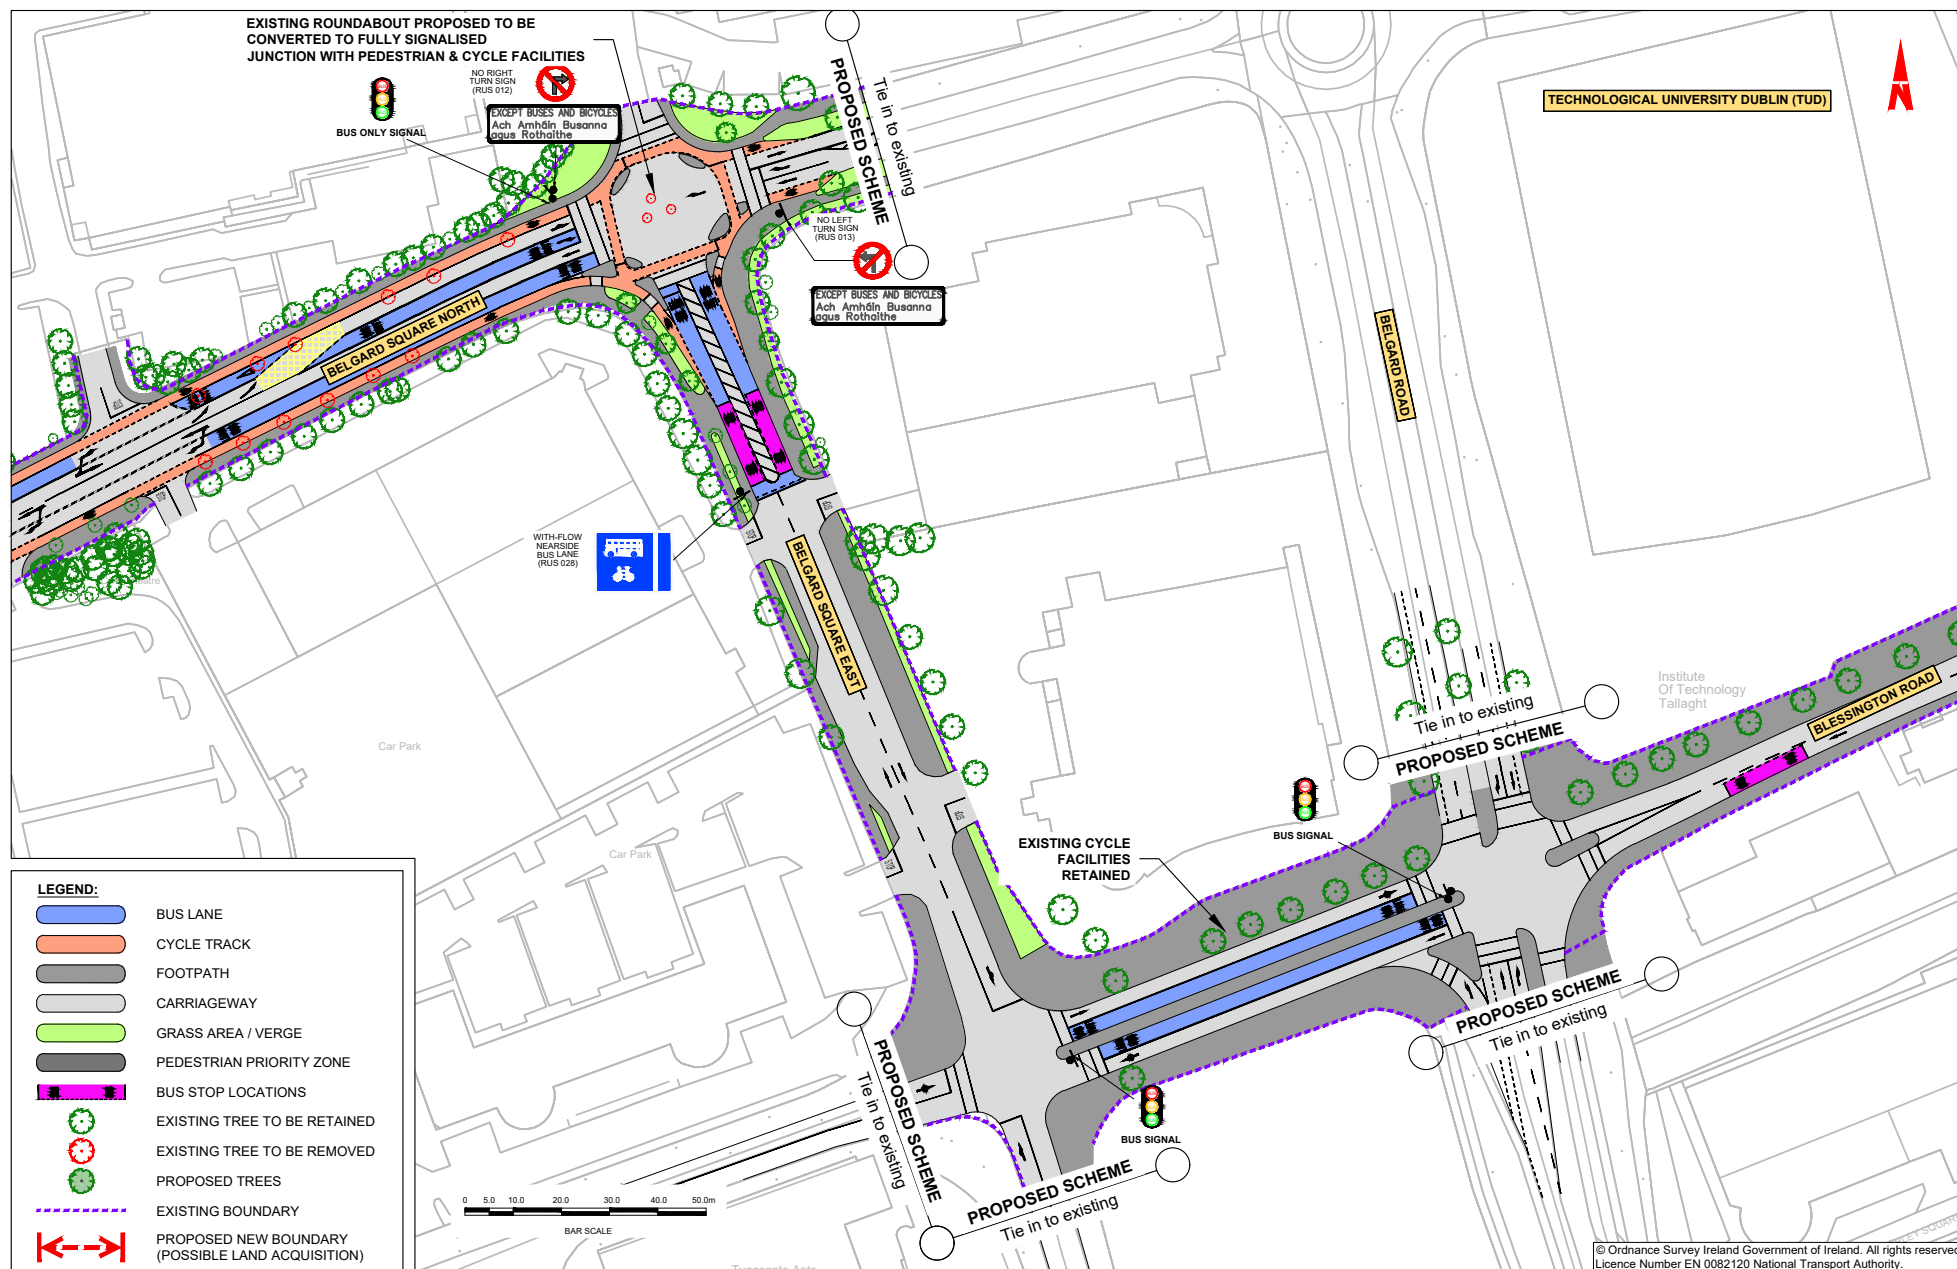 EXISTING ROUNDABOUT PROPOSED TO BE
CONVERTED TO FULLY SIGNALISED
JUNCTION WITH PEDESTRIAN & CYCLE FACILITIES
NO RIGHT
TURN SIGN
(RUS 012)
EXCEPT BUSES AND BICYCLES
Ach Amháin Busanna
agus Rothaithe
BUS ONLY SIGNAL
PROPOSED SCHEME
Tie in to existing
TECHNOLOGICAL UNIVERSITY DUBLIN (TUD)
N
NO LEFT
TURN SIGN
(RUS 013)
EXCEPT BUSES AND BICYCLES
Ach Amháin Busanna
agus Rothaithe
BELGARD SQUARE NORTH
BELGARD ROAD
STOP
STOP
STOP
STOP
WITH-FLOW
NEARSIDE
BUS LANE
(RUS 028)
BELGARD SQUARE EAST
Institute
Of Technology
Tallaght
BLESSINGTON ROAD
Tie in to existing
PROPOSED SCHEME
Car Park
Car Park
STOP
STOP
BUS SIGNAL
EXISTING CYCLE
FACILITIES
RETAINED
PROPOSED SCHEME
Tie in to existing
PROPOSED SCHEME
Tie in to existing
BUS SIGNAL
PROPOSED SCHEME
Tie in to existing
LEGEND:
BUS LANE
CYCLE TRACK
FOOTPATH
CARRIAGEWAY
GRASS AREA / VERGE
PEDESTRIAN PRIORITY ZONE
BUS STOP LOCATIONS
EXISTING TREE TO BE RETAINED
EXISTING TREE TO BE REMOVED
PROPOSED TREES
EXISTING BOUNDARY
PROPOSED NEW BOUNDARY
(POSSIBLE LAND ACQUISITION)
0 5.0 10.0 20.0 30.0 40.0 50.0m
BAR SCALE
© Ordnance Survey Ireland Government of Ireland. All rights reserved
Licence Number EN 0082120 National Transport Authority.